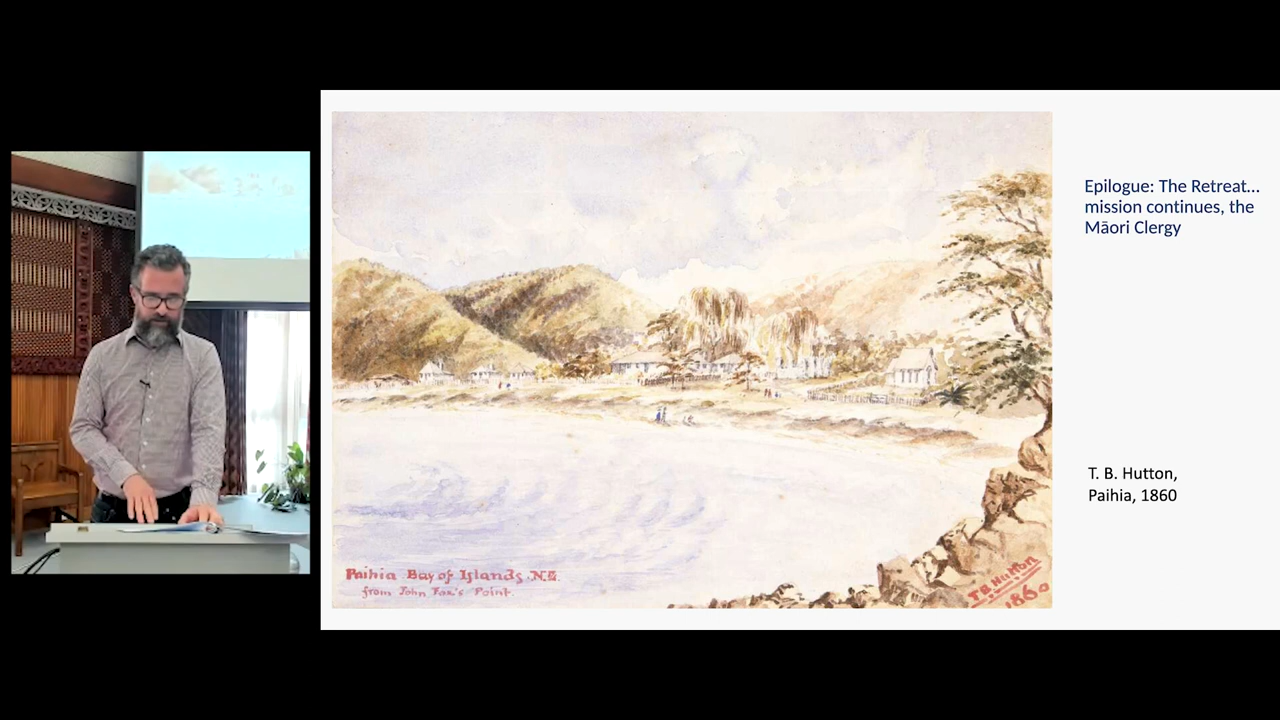 Epilogue: The Retreat...
mission continues, the
Māori Clergy
T. B. Hutton,
Paihia, 1860
Paihia Bay of Islands N.Z.
from John Fox's Point.
T.B. Hutton
1860